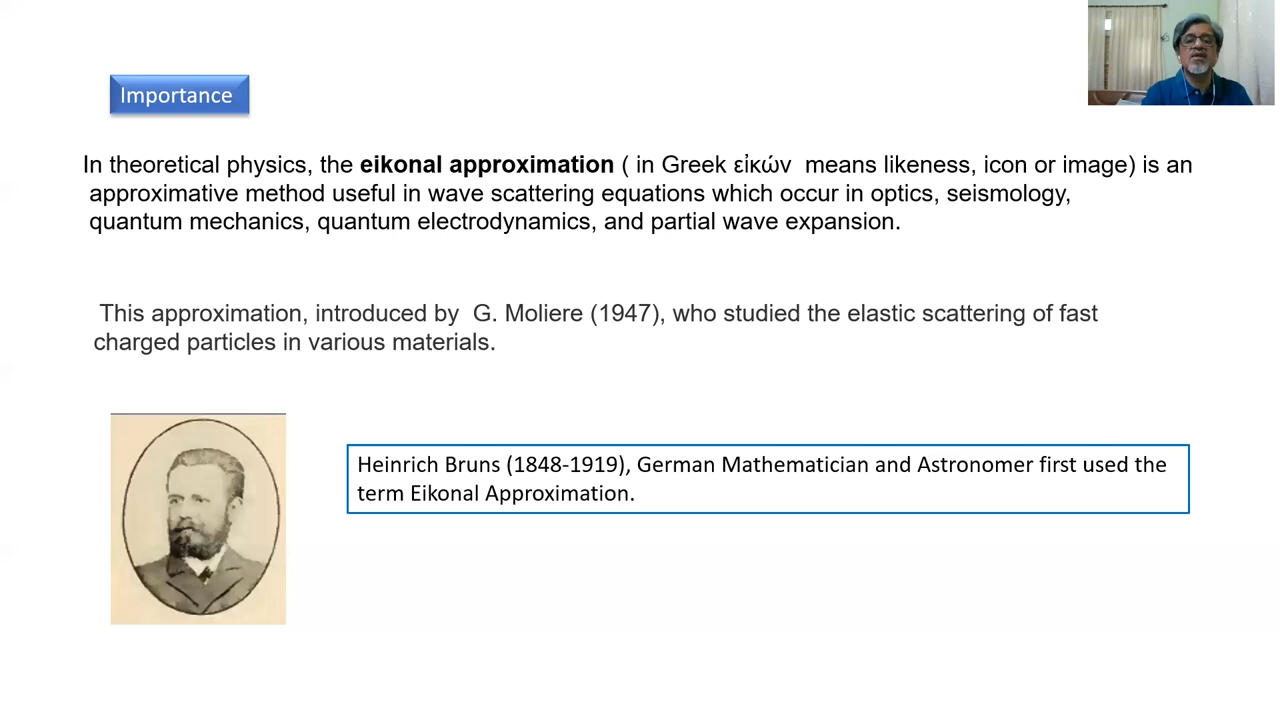 Importance
In theoretical physics, the eikonal approximation ( in Greek εἰκών means likeness, icon or image) is an
approximative method useful in wave scattering equations which occur in optics, seismology,
quantum mechanics, quantum electrodynamics, and partial wave expansion.
This approximation, introduced by G. Moliere (1947), who studied the elastic scattering of fast
charged particles in various materials.
Heinrich Bruns (1848-1919), German Mathematician and Astronomer first used the
term Eikonal Approximation.